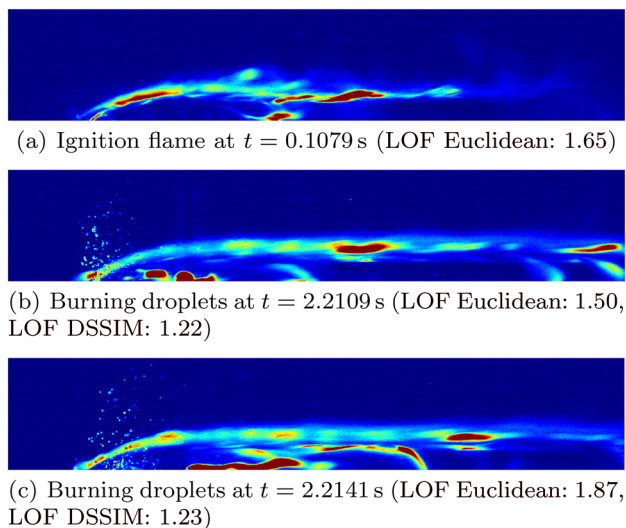 (a) Ignition flame at t = 0.1079 s (LOF Euclidean: 1.65)
(b) Burning droplets at t = 2.2109 s (LOF Euclidean: 1.50,
LOF DSSIM: 1.22)
(c) Burning droplets at t = 2.2141 s (LOF Euclidean: 1.87,
LOF DSSIM: 1.23)